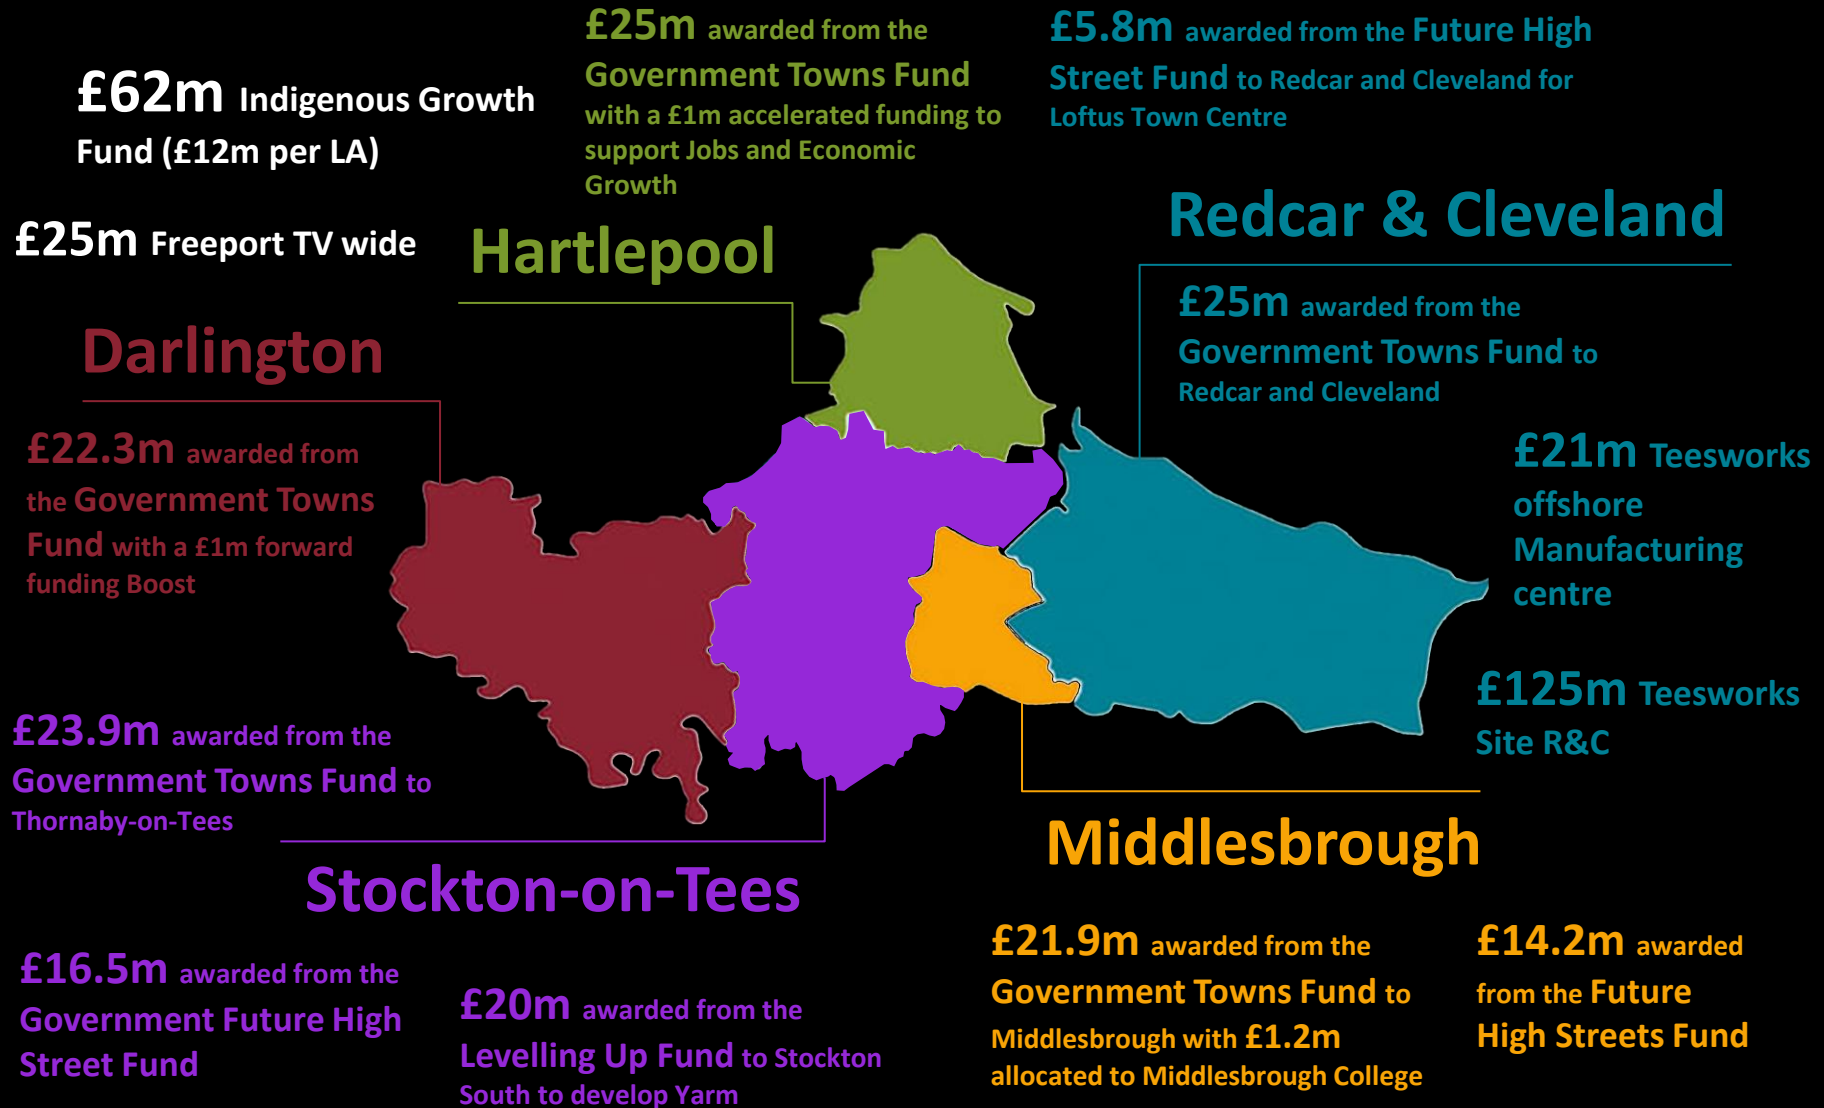 £62m Indigenous Growth
Fund (£12m per LA)
£25m Freeport TV wide
£25m awarded from the
Government Towns Fund
with a £1m accelerated funding to
support Jobs and Economic
Growth
£5.8m awarded from the Future High
Street Fund to Redcar and Cleveland for
Loftus Town Centre
Hartlepool
Redcar & Cleveland
£25m awarded from the
Government Towns Fund to
Redcar and Cleveland
£21m Teesworks
offshore
Manufacturing
centre
£125m Teesworks
Site R&C
Darlington
£22.3m awarded from
the Government Towns
Fund with a £1m forward
funding Boost
£23.9m awarded from the
Government Towns Fund to
Thornaby-on-Tees
Stockton-on-Tees
£16.5m awarded from the
Government Future High
Street Fund
£20m awarded from the
Levelling Up Fund to Stockton
South to develop Yarm
Middlesbrough
£21.9m awarded from the
Government Towns Fund to
Middlesbrough with £1.2m
allocated to Middlesbrough College
£14.2m awarded
from the Future
High Streets Fund